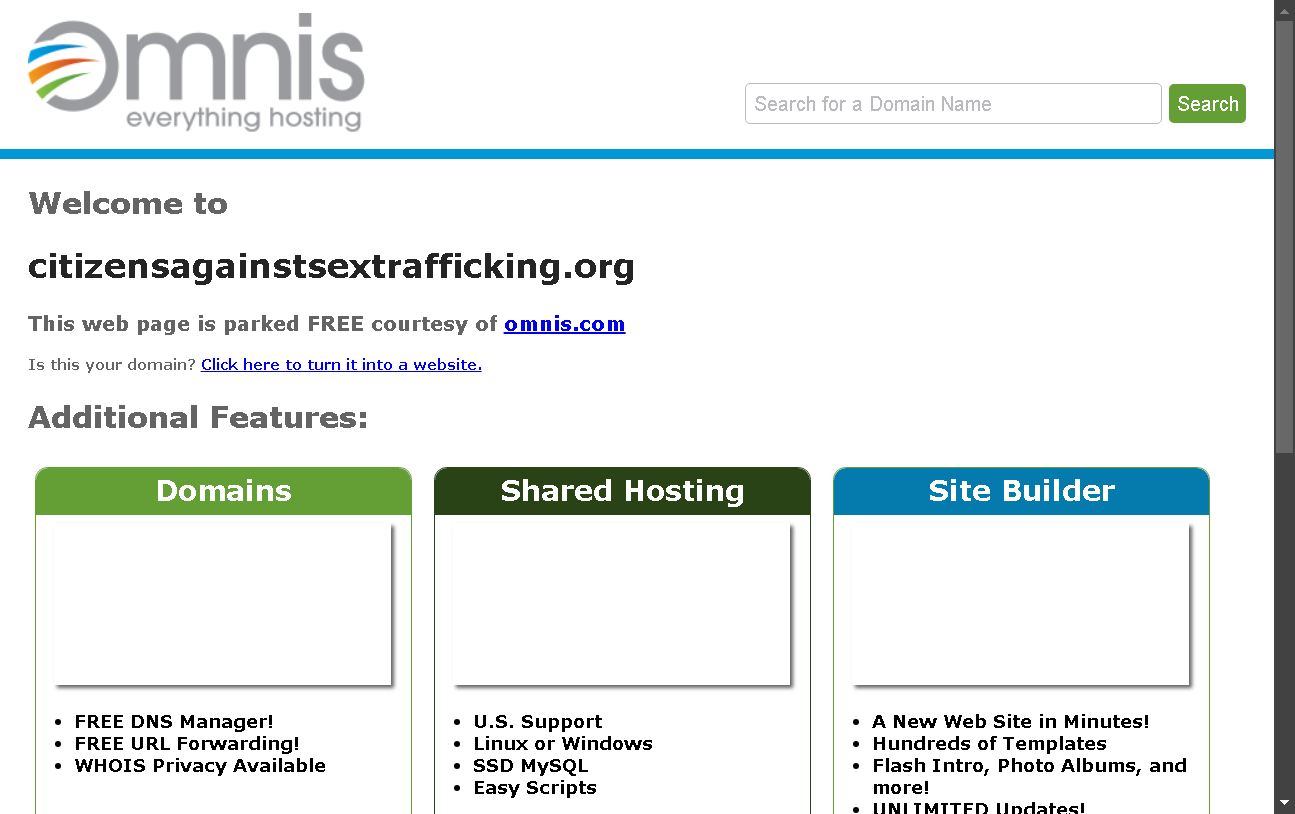 Omnis
everything hosting
Search for a Domain Name
Search
Welcome to
citizensagainstsextrafficking.org
This web page is parked FREE courtesy of omnis.com
Is this your domain? Click here to turn it into a website.
Additional Features:
Domains
FREE DNS Manager!
FREE URL Forwarding!
WHOIS Privacy Available
Shared Hosting
U.S. Support
Linux or Windows
SSD MySQL
Easy Scripts
Site Builder
A New Web Site in Minutes!
Hundreds of Templates
Flash Intro, Photo Albums, and
more!
UNLIMITED Updates!